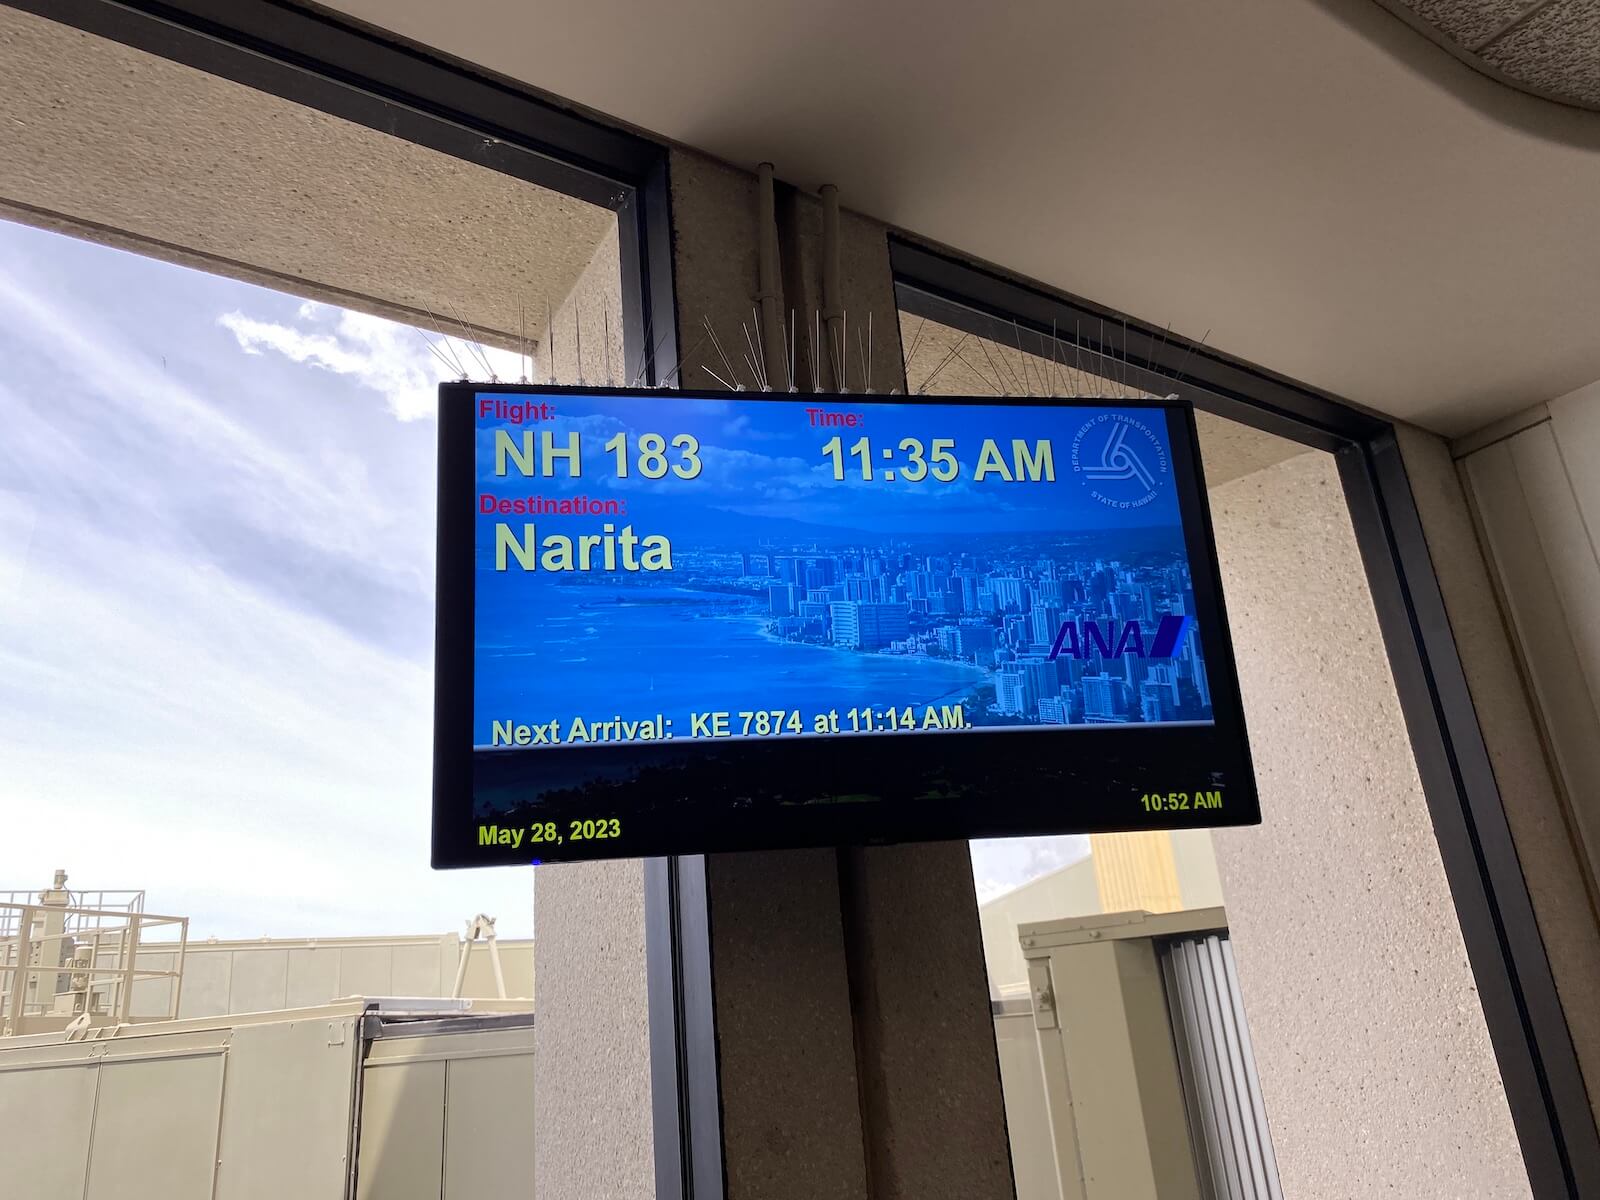 Flight:
NH 183
Time:
11:35 AM
DEPARTMENT OF TRANSPORTATION
STATE OF HAWAII
Destination:
Narita
ANA
Next Arrival: KE 7874 at 11:14 AM.
May 28, 2023
10:52 AM